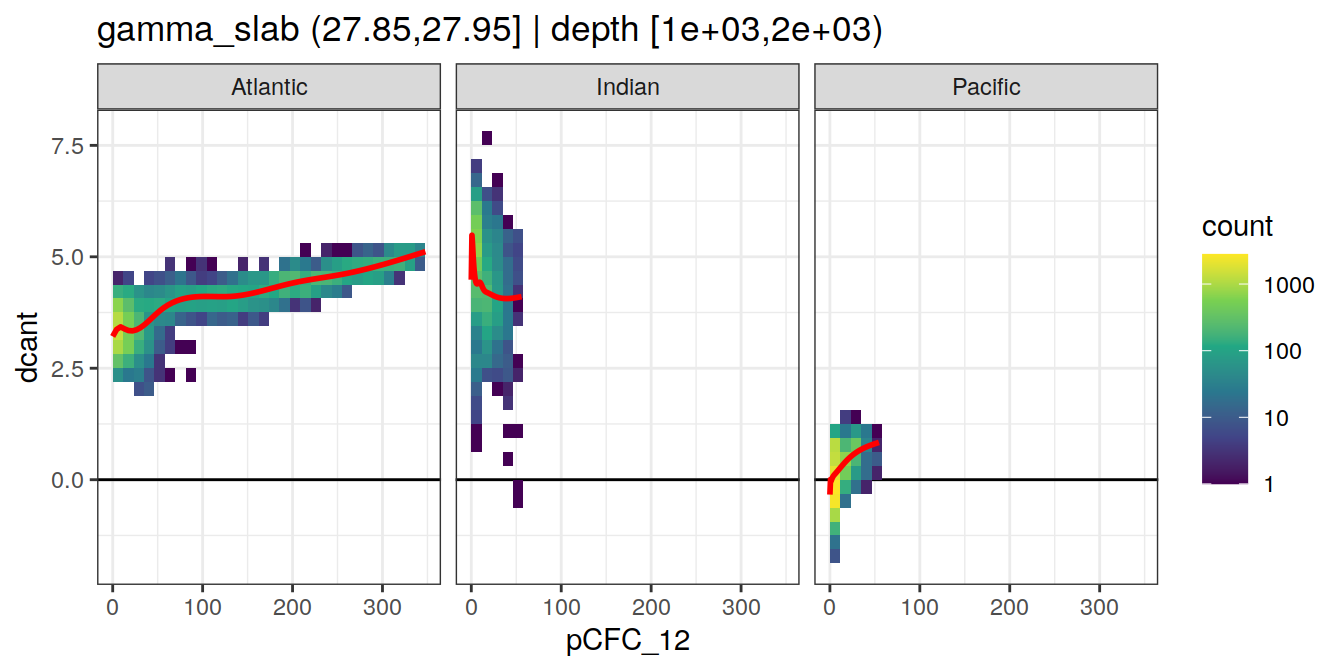 gamma_slab (27.85,27.95] | depth [1e+03,2e+03)
Atlantic
Indian
Pacific
dcant
7.5
5.0
2.5
0.0
0 100 200 300
0 100 200 300
0 100 200 300
pCFC_12
count
1000
100
10
1